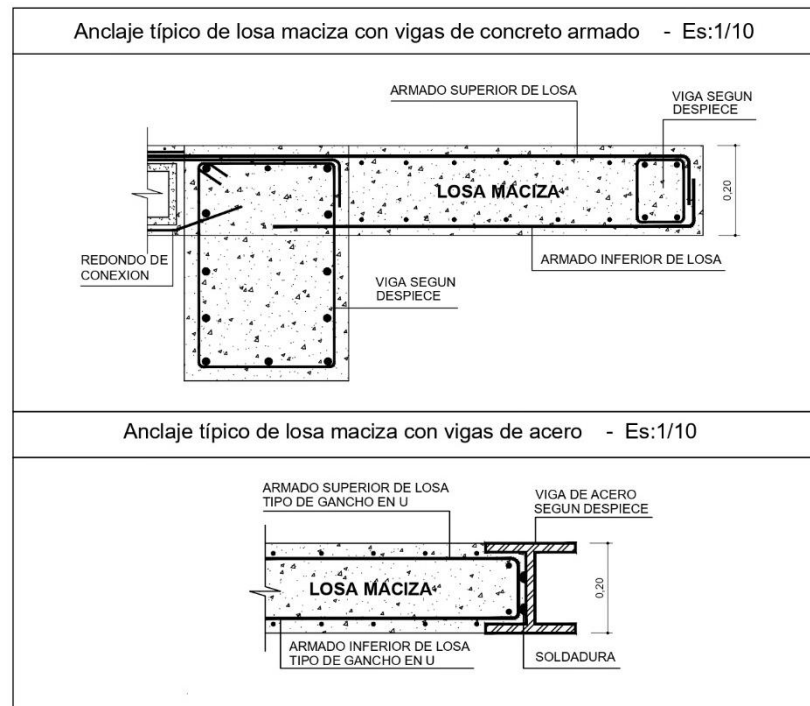 Anclaje típico de losa maciza con vigas de concreto armado - Es:1/10
ARMADO SUPERIOR DE LOSA
VIGA SEGUN
DESPIECE
LOSA MACIZA
0,20
REDONDO DE
CONEXION
VIGA SEGUN
DESPIECE
ARMADO INFERIOR DE LOSA
Anclaje típico de losa maciza con vigas de acero - Es:1/10
ARMADO SUPERIOR DE LOSA
TIPO DE GANCHO EN U
VIGA DE ACERO
SEGUN DESPIECE
LOSA MACIZA
0,20
ARMADO INFERIOR DE LOSA
TIPO DE GANCHO EN U
SOLDADURA